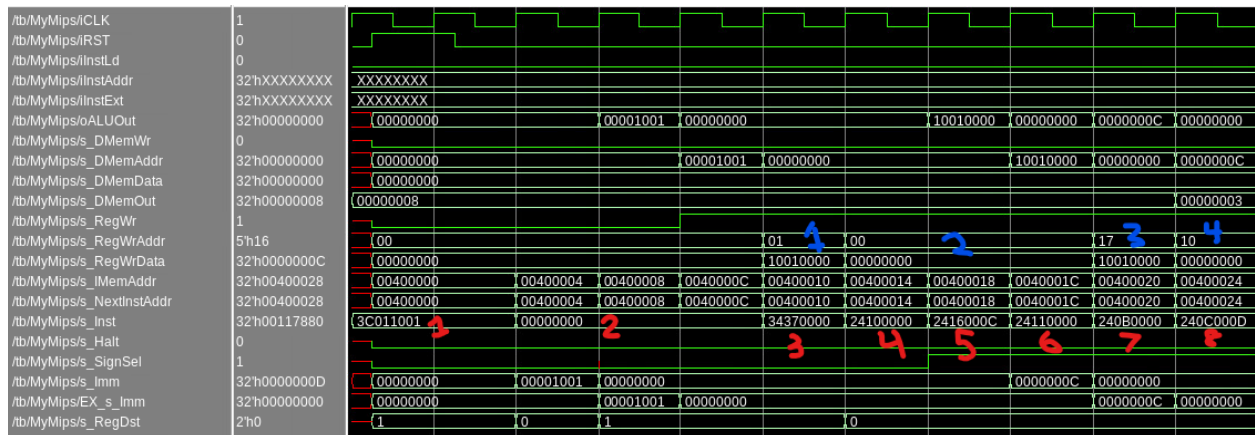 /tb/MyMips/iCLK 1
/tb/MyMips/iRST 0
/tb/MyMips/iInstLd 0
/tb/MyMips/iInstAddr 32'hXXXXXXXX XXXXXXXX
/tb/MyMips/iInstExt 32'hXXXXXXXX XXXXXXXX
/tb/MyMips/oALUOut 32'h00000000 00000000 00001001 00000000 10010000 00000000 0000000C 00000000
/tb/MyMips/s_DMemWr 0
/tb/MyMips/s_DMemAddr 32'h00000000 00000000 00001001 00000000 10010000 00000000 0000000C
/tb/MyMips/s_DMemData 32'h00000000 00000000
/tb/MyMips/s_DMemOut 32'h00000008 00000008 00000003
/tb/MyMips/s_RegWr 1
/tb/MyMips/s_RegWrAddr 5'h16 00 01 1 00 2 17 3 10 4
/tb/MyMips/s_RegWrData 32'h0000000C 00000000 10010000 00000000 10010000 00000000
/tb/MyMips/s_IMemAddr 32'h00400028 00400000 00400004 00400008 0040000C 00400010 00400014 00400018 0040001C 00400020 00400024
/tb/MyMips/s_NextInstAddr 32'h00400028 00400000 00400004 00400008 0040000C 00400010 00400014 00400018 0040001C 00400020 00400024
/tb/MyMips/s_Inst 32'h00117880 3C011001 1 00000000 2 34370000 24100000 2416000C 24110000 240B0000 240C000D
/tb/MyMips/s_Halt 0 3 4 5 6 7 8
/tb/MyMips/s_SignSel 1
/tb/MyMips/s_Imm 32'h0000000D 00000000 00001001 00000000 0000000C 00000000
/tb/MyMips/EX_s_Imm 32'h00000000 00000000 00001001 00000000 0000000C 00000000
/tb/MyMips/s_RegDst 2'h0 1 0 1 0